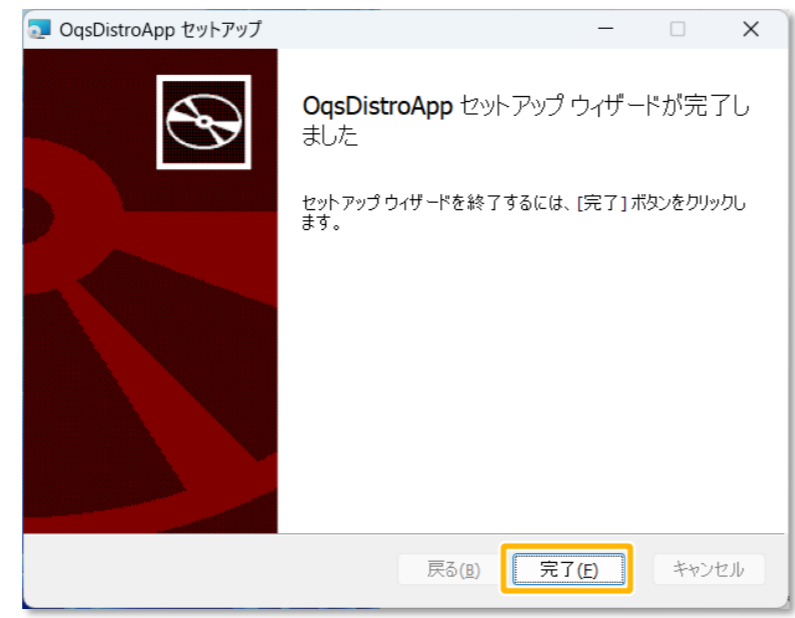 OqsDistroApp セットアップ
OqsDistroApp セットアップ ウィザードが完了し
ました
セットアップ ウィザードを終了するには、[完了] ボタンをクリックし
ます。
戻る(B)
完了(F)
キャンセル